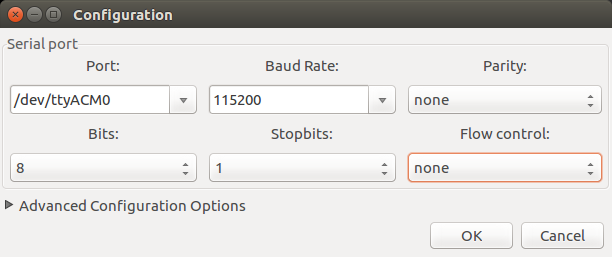 Configuration
Serial port
Port: Baud Rate: Parity:
/dev/ttyACM0 115200 none
Bits: Stopbits: Flow control:
8 1 none
Advanced Configuration Options
OK Cancel